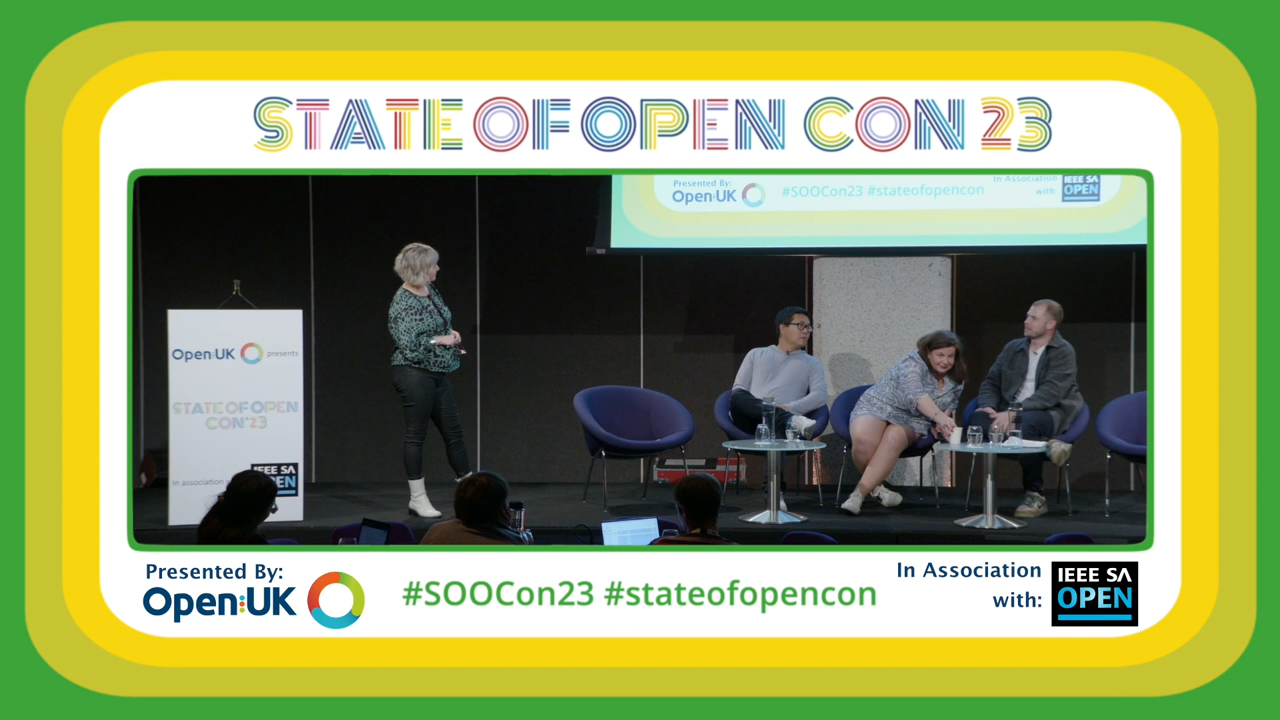 STATE OF OPEN CON 23
Presented By:
Open:UK
#SOOCon23 #stateofopencon
In Association
with:
IEEE SA
OPEN
Open:UK presents
STATE OF OPEN
CON 23
In association
IEEE SA
OPEN
Presented By:
Open:UK
#SOOCon23 #stateofopencon
In Association
with:
IEEE SA
OPEN